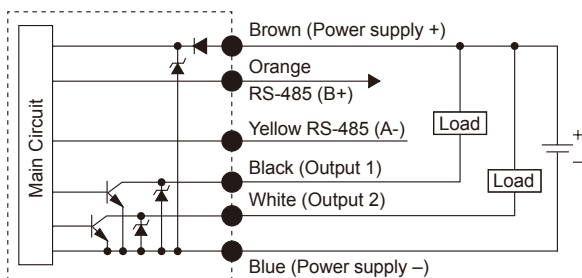 Main Circuit
Brown (Power supply +)
Orange
RS-485 (B+)
Yellow RS-485 (A-)
Black (Output 1)
White (Output 2)
Blue (Power supply –)
Load
Load
+
–